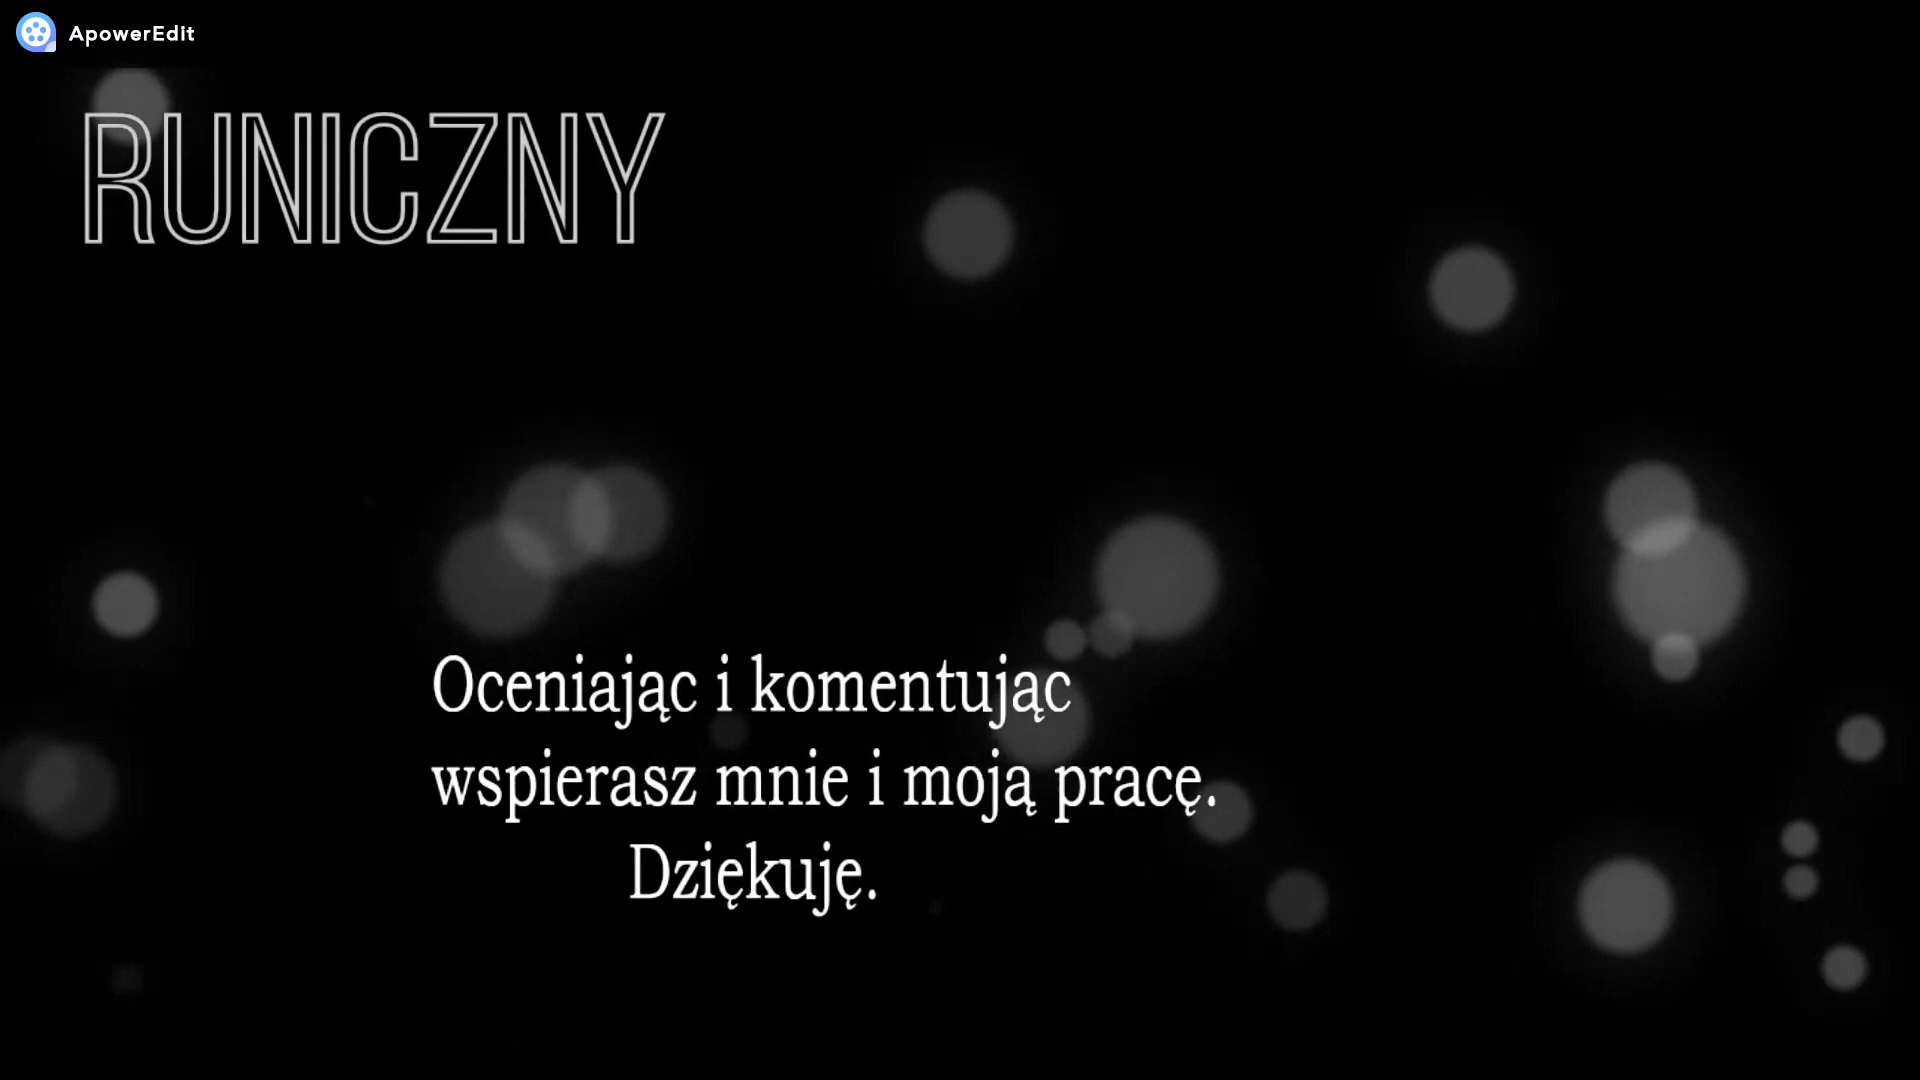 ApowerEdit
RUNICZNY
Oceniając i komentując
wspierasz mnie i moją pracę.
Dziękuję.